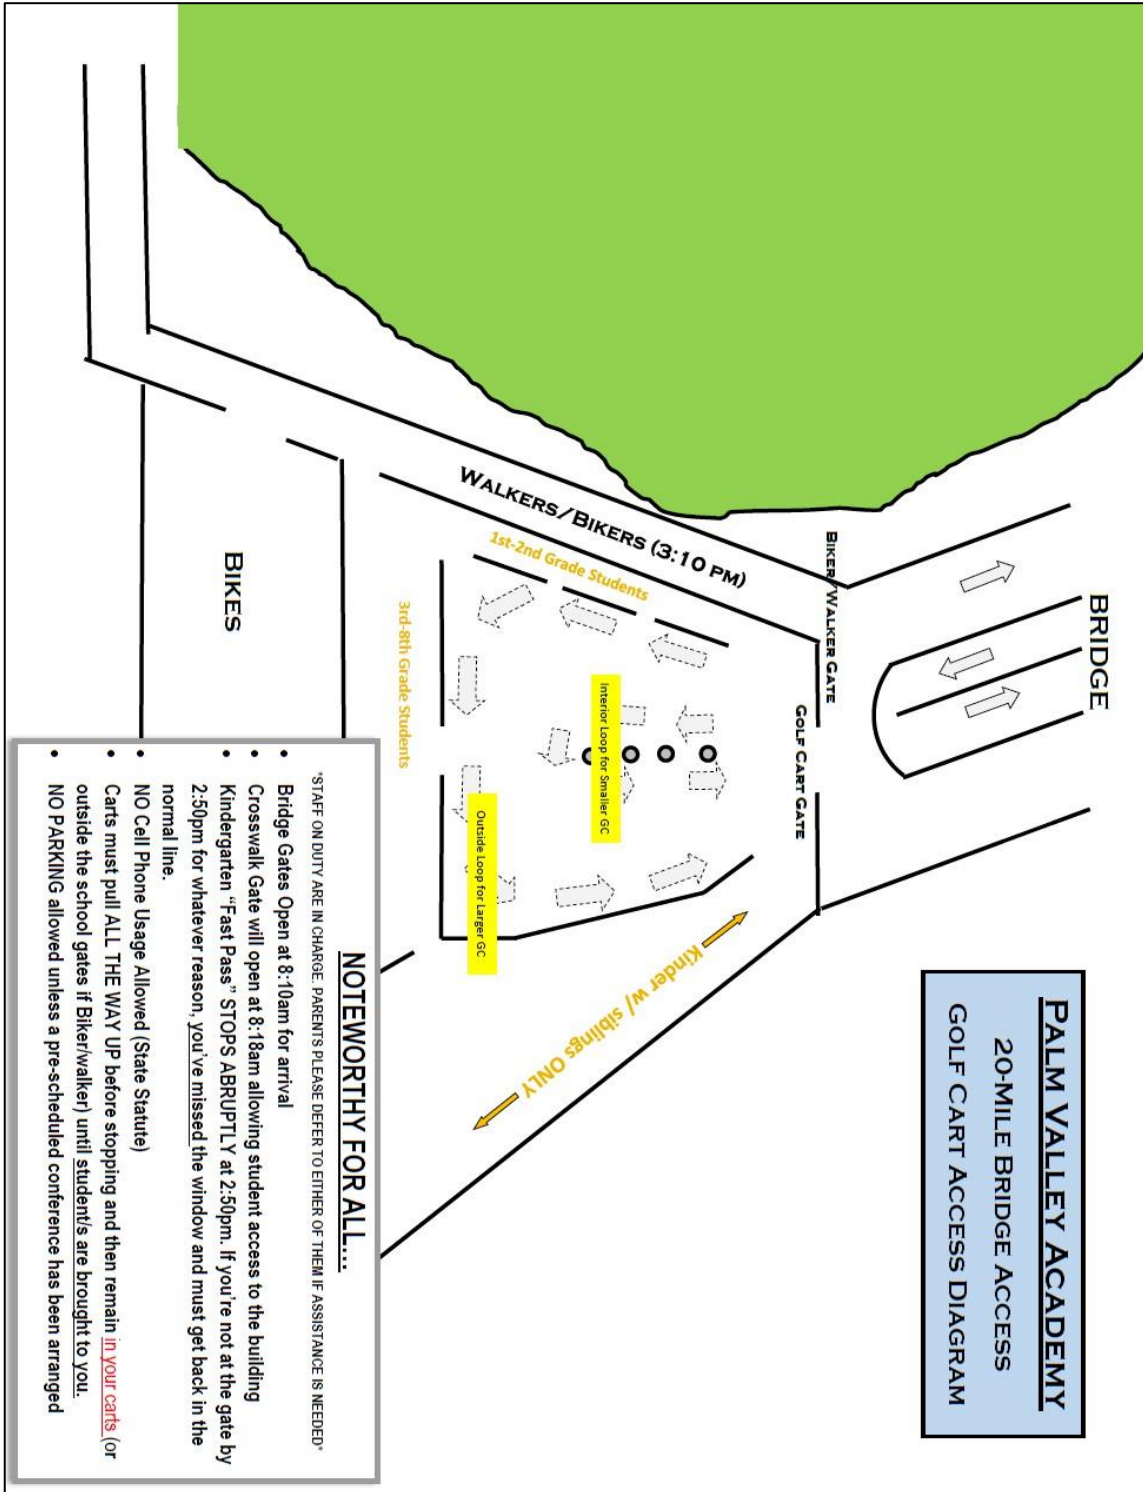 PALM VALLEY ACADEMY
20-MILE BRIDGE ACCESS
GOLF CART ACCESS DIAGRAM
BRIDGE
BIKER/WALKER GATE
GOLF CART GATE
WALKERS/BIKERS (3:10 PM)
1st-2nd Grade Students
Interior Loop for Smaller GC
Outside Loop for Larger GC
Kinder w/ siblings ONLY
3rd-8th Grade Students
BIKES
NOTEWORTHY FOR ALL...
*STAFF ON DUTY ARE IN CHARGE. PARENTS PLEASE DEFER TO EITHER OF THEM IF ASSISTANCE IS NEEDED*
• Bridge Gates Open at 8:10am for arrival
• Crosswalk Gate will open at 8:18am allowing student access to the building
• Kindergarten “Fast Pass” STOPS ABRUPTLY at 2:50pm. If you’re not at the gate by
2:50pm for whatever reason, you’ve missed the window and must get back in the
normal line.
• NO Cell Phone Usage Allowed (State Statute)
• Carts must pull ALL THE WAY UP before stopping and then remain in your carts (or
outside the school gates if Biker/walker) until student/s are brought to you.
• NO PARKING allowed unless a pre-scheduled conference has been arranged